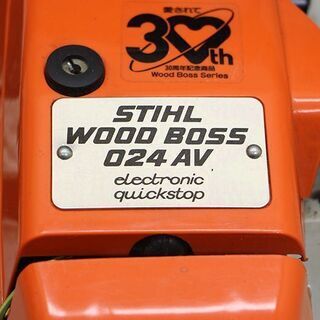 愛されて
30th
30周年記念商品
Wood Boss Series
STIHL
WOOD BOSS
024 AV
electronic
quickstop